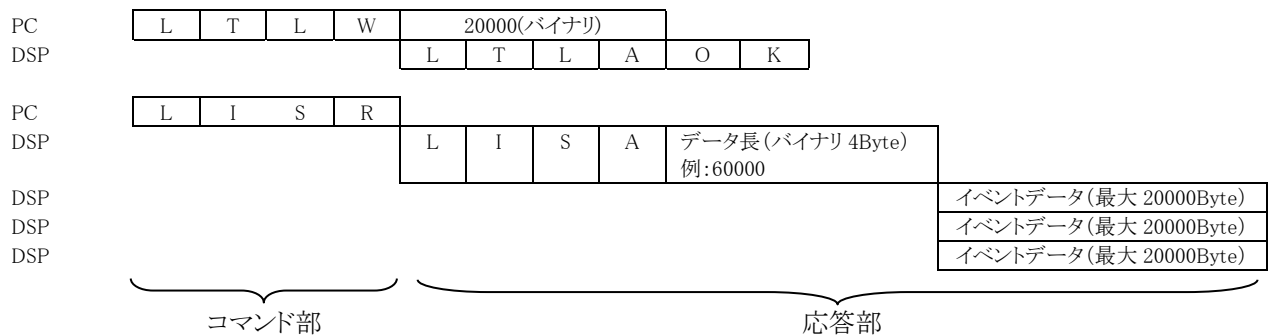 PC L T L W 20000(バイナリ)
DSP L T L A O K
PC L I S R
DSP L I S A データ長(バイナリ 4Byte)
例:60000
DSP イベントデータ(最大 20000Byte)
DSP イベントデータ(最大 20000Byte)
DSP イベントデータ(最大 20000Byte)
コマンド部 応答部